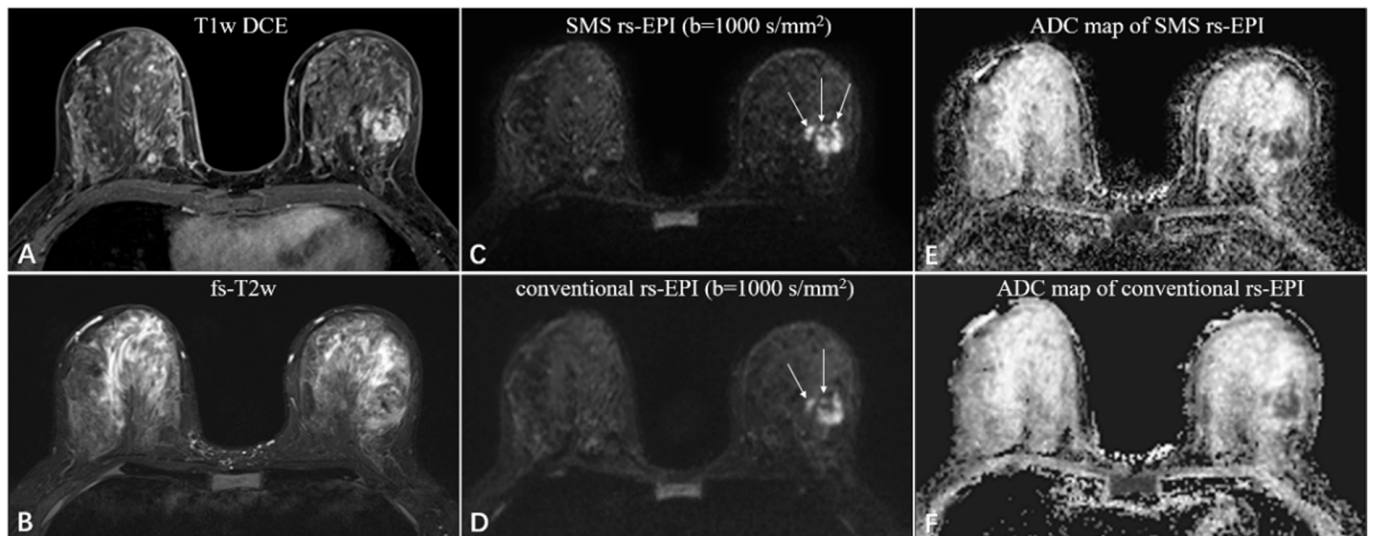 T1w DCE
SMS rs-EPI (b=1000 s/mm²)
ADC map of SMS rs-EPI
A
C
E
fs-T2w
conventional rs-EPI (b=1000 s/mm²)
ADC map of conventional rs-EPI
B
D
F